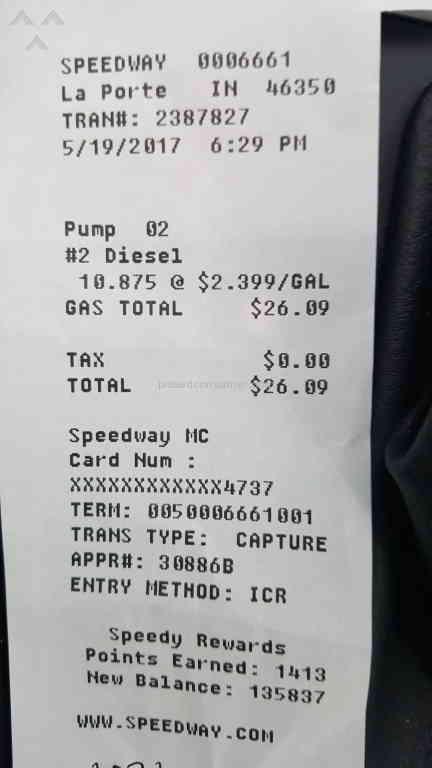 SPEEDWAY 0006661
La Porte IN 46350
TRAN#: 2387827
5/19/2017 6:29 PM
Pump 02
#2 Diesel
10.875 @ $2.399/GAL
GAS TOTAL $26.09
TAX $0.00
TOTAL $26.09
Speedway MC
Card Num :
XXXXXXXXXXXX4737
TERM: 0050006661001
TRANS TYPE: CAPTURE
APPR#: 30886B
ENTRY METHOD: ICR
Speedy Rewards
Points Earned: 1413
New Balance: 135837
WWW.SPEEDWAY.COM